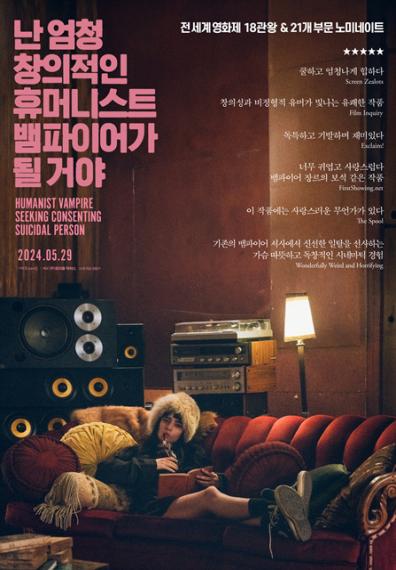 난 엄청
창의적인
휴머니스트
뱀파이어가
될 거야
HUMANIST VAMPIRE
SEEKING CONSENTING
SUICIDAL PERSON
2024.05.29
전 세계 영화제 18관왕 & 21개 부문 노미네이트
★★★★★
쿨하고 엄청나게 힙하다
Screen Zealots
창의성과 비정형적 유머가 빛나는 유쾌한 작품
Film Inquiry
독특하고 기발하며 재미있다
Exclaim!
너무 귀엽고 사랑스럽다
뱀파이어 장르의 보석 같은 작품
FirstShowing.net
이 작품에는 사랑스러운 무언가가 있다
The Spool
기존의 뱀파이어 서사에서 신선한 일탈을 선사하는
가슴 따뜻하고 독창적인 시네마틱 경험
Wonderfully Weird and Horrifying